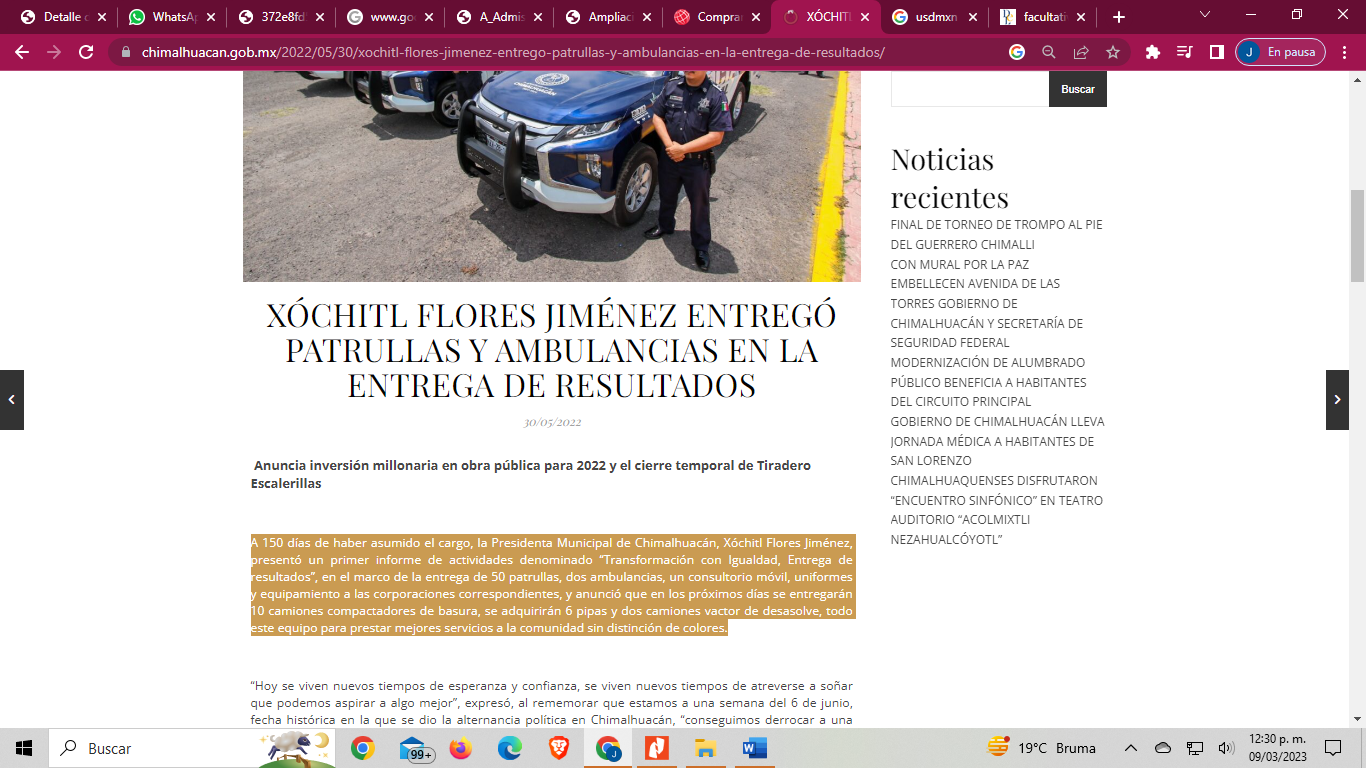 Detalle d
WhatsAp
372e8fd
www.goo
A_Admis
Ampliaci
Compran
XÓCHITL
usdmxn
facultati
chimalhuacan.gob.mx/2022/05/30/xochitl-flores-jimenez-entrego-patrullas-y-ambulancias-en-la-entrega-de-resultados/
J En pausa
CHIMALHUACÁN
Buscar
Noticias
recientes
FINAL DE TORNEO DE TROMPO AL PIE
DEL GUERRERO CHIMALLI
CON MURAL POR LA PAZ
EMBELLECEN AVENIDA DE LAS
TORRES GOBIERNO DE
CHIMALHUACÁN Y SECRETARÍA DE
SEGURIDAD FEDERAL
MODERNIZACIÓN DE ALUMBRADO
PÚBLICO BENEFICIA A HABITANTES
DEL CIRCUITO PRINCIPAL
GOBIERNO DE CHIMALHUACÁN LLEVA
JORNADA MÉDICA A HABITANTES DE
SAN LORENZO
CHIMALHUAQUENSES DISFRUTARON
“ENCUENTRO SINFÓNICO” EN TEATRO
AUDITORIO “ACOLMIXTLI
NEZAHUALCÓYOTL”
XÓCHITL FLORES JIMÉNEZ ENTREGÓ
PATRULLAS Y AMBULANCIAS EN LA
ENTREGA DE RESULTADOS
30/05/2022
Anuncia inversión millonaria en obra pública para 2022 y el cierre temporal de Tiradero
Escalerillas
A 150 días de haber asumido el cargo, la Presidenta Municipal de Chimalhuacán, Xóchitl Flores Jiménez,
presentó un primer informe de actividades denominado “Transformación con Igualdad, Entrega de
resultados”, en el marco de la entrega de 50 patrullas, dos ambulancias, un consultorio móvil, uniformes
y equipamiento a las corporaciones correspondientes, y anunció que en los próximos días se entregarán
10 camiones compactadores de basura, se adquirirán 6 pipas y dos camiones vactor de desasolve, todo
este equipo para prestar mejores servicios a la comunidad sin distinción de colores.
“Hoy se viven nuevos tiempos de esperanza y confianza, se viven nuevos tiempos de atreverse a soñar
que podemos aspirar a algo mejor”, expresó, al rememorar que estamos a una semana del 6 de junio,
fecha histórica en la que se dio la alternancia política en Chimalhuacán, “conseguimos derrocar a una
Buscar
99+
19°C Bruma
12:30 p. m.
09/03/2023